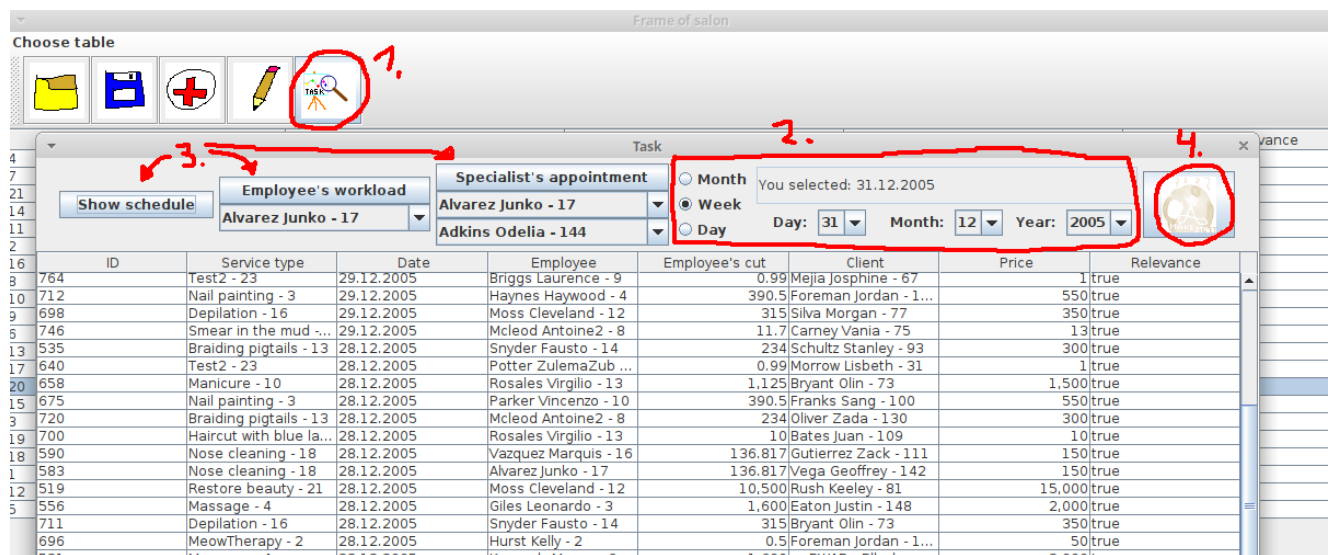 Frame of salon
Choose table
1.
TASK
2.
3.
4.
Task
vance
Show schedule
Employee's workload
Alvarez Junko - 17
Specialist's appointment
Alvarez Junko - 17
Adkins Odelia - 144
Month
Week
Day
You selected: 31.12.2005
Day: 31 Month: 12 Year: 2005
ID Service type Date Employee Employee's cut Client Price Relevance
764 Test2 - 23 29.12.2005 Briggs Laurence - 9 0.99 Mejia Josphine - 67 1 true
712 Nail painting - 3 29.12.2005 Haynes Haywood - 4 390.5 Foreman Jordan - 1... 550 true
698 Depilation - 16 29.12.2005 Moss Cleveland - 12 315 Silva Morgan - 77 350 true
746 Smear in the mud -... 29.12.2005 Mcleod Antoine2 - 8 11.7 Carney Vania - 75 13 true
535 Braiding pigtails - 13 28.12.2005 Snyder Fausto - 14 234 Schultz Stanley - 93 300 true
640 Test2 - 23 28.12.2005 Potter ZulemaZub ... 0.99 Morrow Lisbeth - 31 1 true
658 Manicure - 10 28.12.2005 Rosales Virgilio - 13 1,125 Bryant Olin - 73 1,500 true
675 Nail painting - 3 28.12.2005 Parker Vincenzo - 10 390.5 Franks Sang - 100 550 true
720 Braiding pigtails - 13 28.12.2005 Mcleod Antoine2 - 8 234 Oliver Zada - 130 300 true
700 Haircut with blue la... 28.12.2005 Rosales Virgilio - 13 10 Bates Juan - 109 10 true
590 Nose cleaning - 18 28.12.2005 Vazquez Marquis - 16 136.817 Gutierrez Zack - 111 150 true
583 Nose cleaning - 18 28.12.2005 Alvarez Junko - 17 136.817 Vega Geoffrey - 142 150 true
519 Restore beauty - 21 28.12.2005 Moss Cleveland - 12 10,500 Rush Keeley - 81 15,000 true
556 Massage - 4 28.12.2005 Giles Leonardo - 3 1,600 Eaton Justin - 148 2,000 true
711 Depilation - 16 28.12.2005 Snyder Fausto - 14 315 Bryant Olin - 73 350 true
696 MeowTherapy - 2 28.12.2005 Hurst Kelly - 2 0.5 Foreman Jordan - 1... 50 true